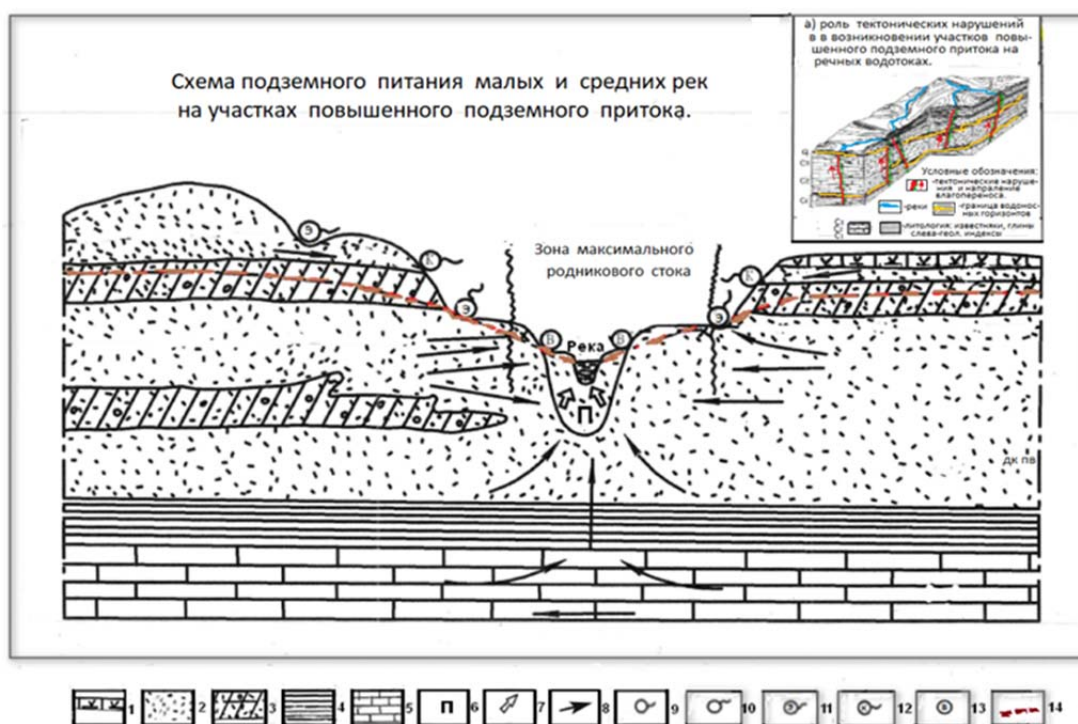 Схема подземного питания малых и средних рек
на участках повышенного подземного притока.
а) роль тектонических нарушений
в в возникновении участков повы-
шенного подземного притока на
речных водотоках.
Условные обозначения:
-тектонические наруше-
ния и направление
влагопереноса.
-реки
-граница водонос-
ных горизонтов
-литология: известняки, глины
слева-геол. индексы
Зона максимального
родникового стока
Э
К
Э
В
Река
В
Э
К
П
дк пв
1 2 3 4 5 П 6 7 8 9 10 11 12 13 14